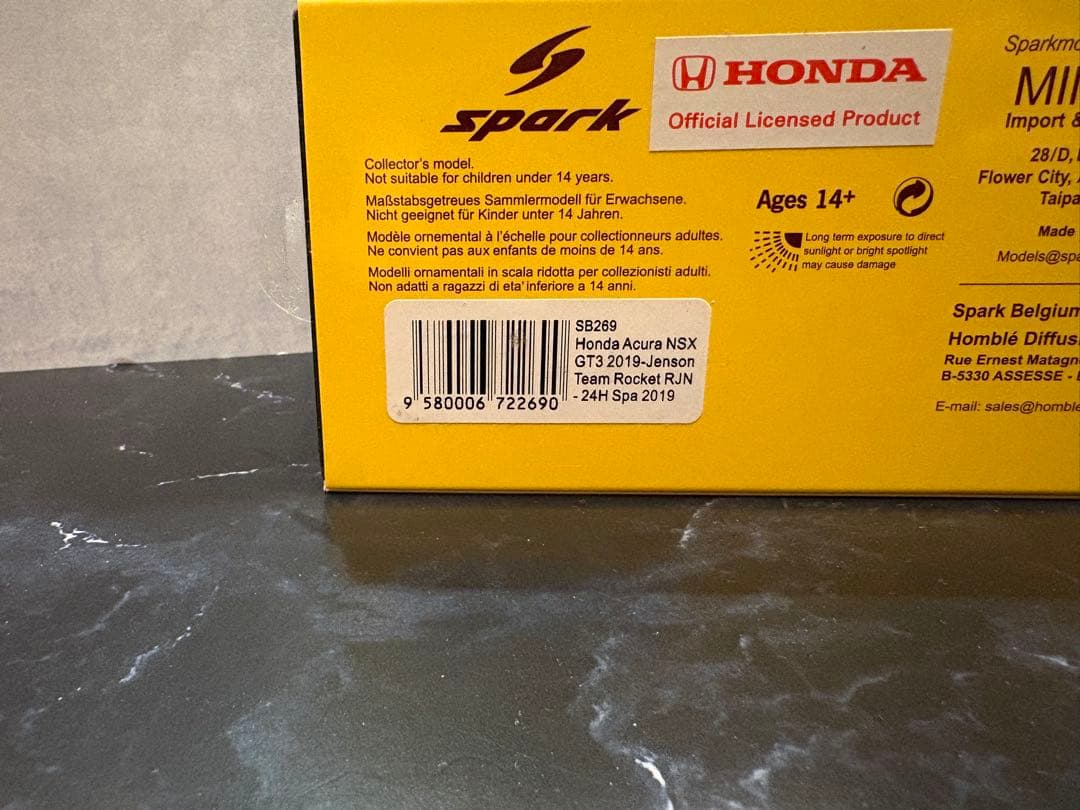 spark
HONDA
Official Licensed Product
Collector's model.
Not suitable for children under 14 years.
Maßstabsgetreues Sammlermodell für Erwachsene.
Nicht geeignet für Kinder unter 14 Jahren.
Modèle ornemental à l'échelle pour collectionneurs adultes.
Ne convient pas aux enfants de moins de 14 ans.
Modelli ornamentali in scala ridotta per collezionisti adulti.
Non adatti a ragazzi di eta' inferiore a 14 anni.
Ages 14+
Long term exposure to direct
sunlight or bright spotlight
may cause damage
SB269
Honda Acura NSX
GT3 2019-Jenson
Team Rocket RJN
- 24H Spa 2019
9 580006 722690
Import &
28/D,
Flower City,
Made
Spark Belgium
Homblé
Rue Ernest
B-5330 ASSESSE -
E-mail: